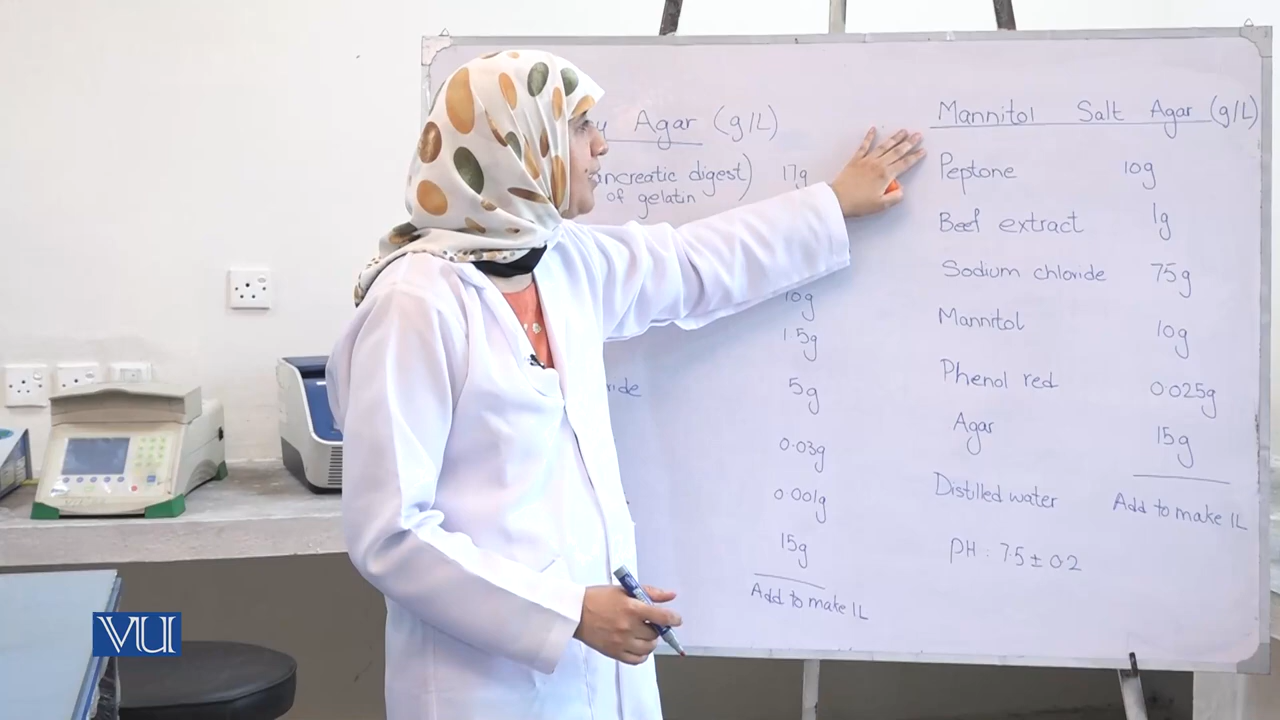 Agar (g/L)
digest) 17g
of gelatin
10g
1.5g
5g
0.03g
0.001g
15g
Add to make 1L
Mannitol Salt Agar (g/L)
Peptone 10g
Beef extract 1g
Sodium chloride 75g
Mannitol 10g
Phenol red 0.025g
Agar 15g
Distilled water Add to make 1L
PH : 7.5 ± 0.2
VU